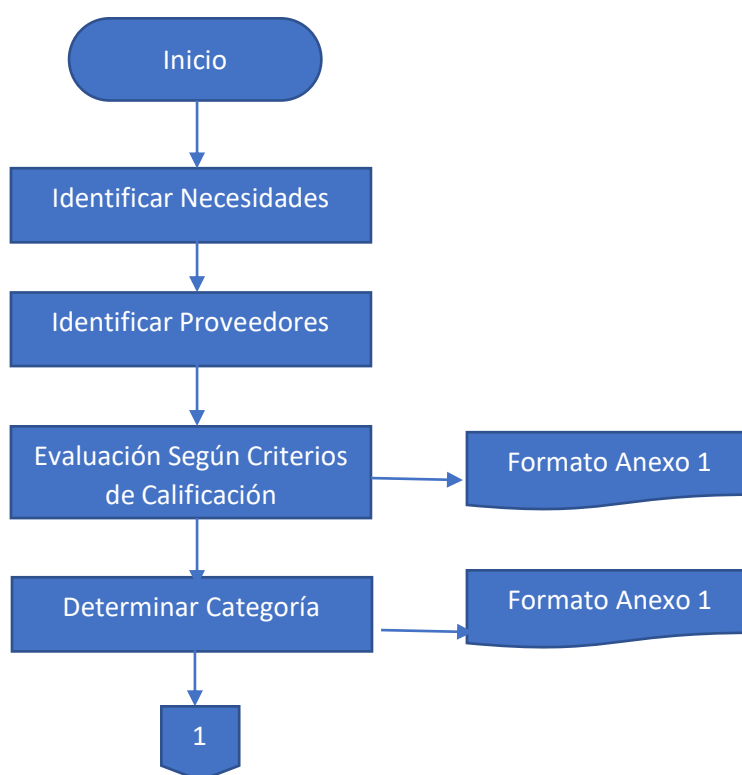 Inicio
Identificar Necesidades
Identificar Proveedores
Evaluación Según Criterios
de Calificación
Formato Anexo 1
Determinar Categoría
Formato Anexo 1
1